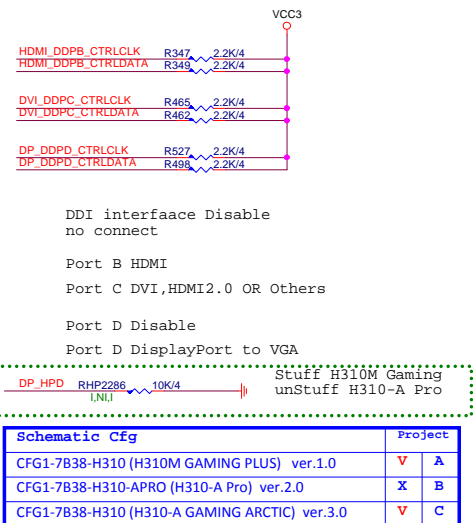 VCC3
HDMI_DDPB_CTRLCLK R347 2.2K/4
HDMI_DDPB_CTRLDATA R349 2.2K/4
DVI_DDPC_CTRLCLK R465 2.2K/4
DVI_DDPC_CTRLDATA R462 2.2K/4
DP_DDPD_CTRLCLK R527 2.2K/4
DP_DDPD_CTRLDATA R498 2.2K/4
DDI interfaace Disable
no connect
Port B HDMI
Port C DVI,HDMI2.0 OR Others
Port D Disable
Port D DisplayPort to VGA
Stuff H310M Gaming
unStuff H310-A Pro
DP_HPD RHP2286 10K/4
I,NI,I
Schematic Cfg Project
CFG1-7B38-H310 (H310M GAMING PLUS) ver.1.0 V A
CFG1-7B38-H310-APRO (H310-A Pro) ver.2.0 X B
CFG1-7B38-H310 (H310-A GAMING ARCTIC) ver.3.0 V C